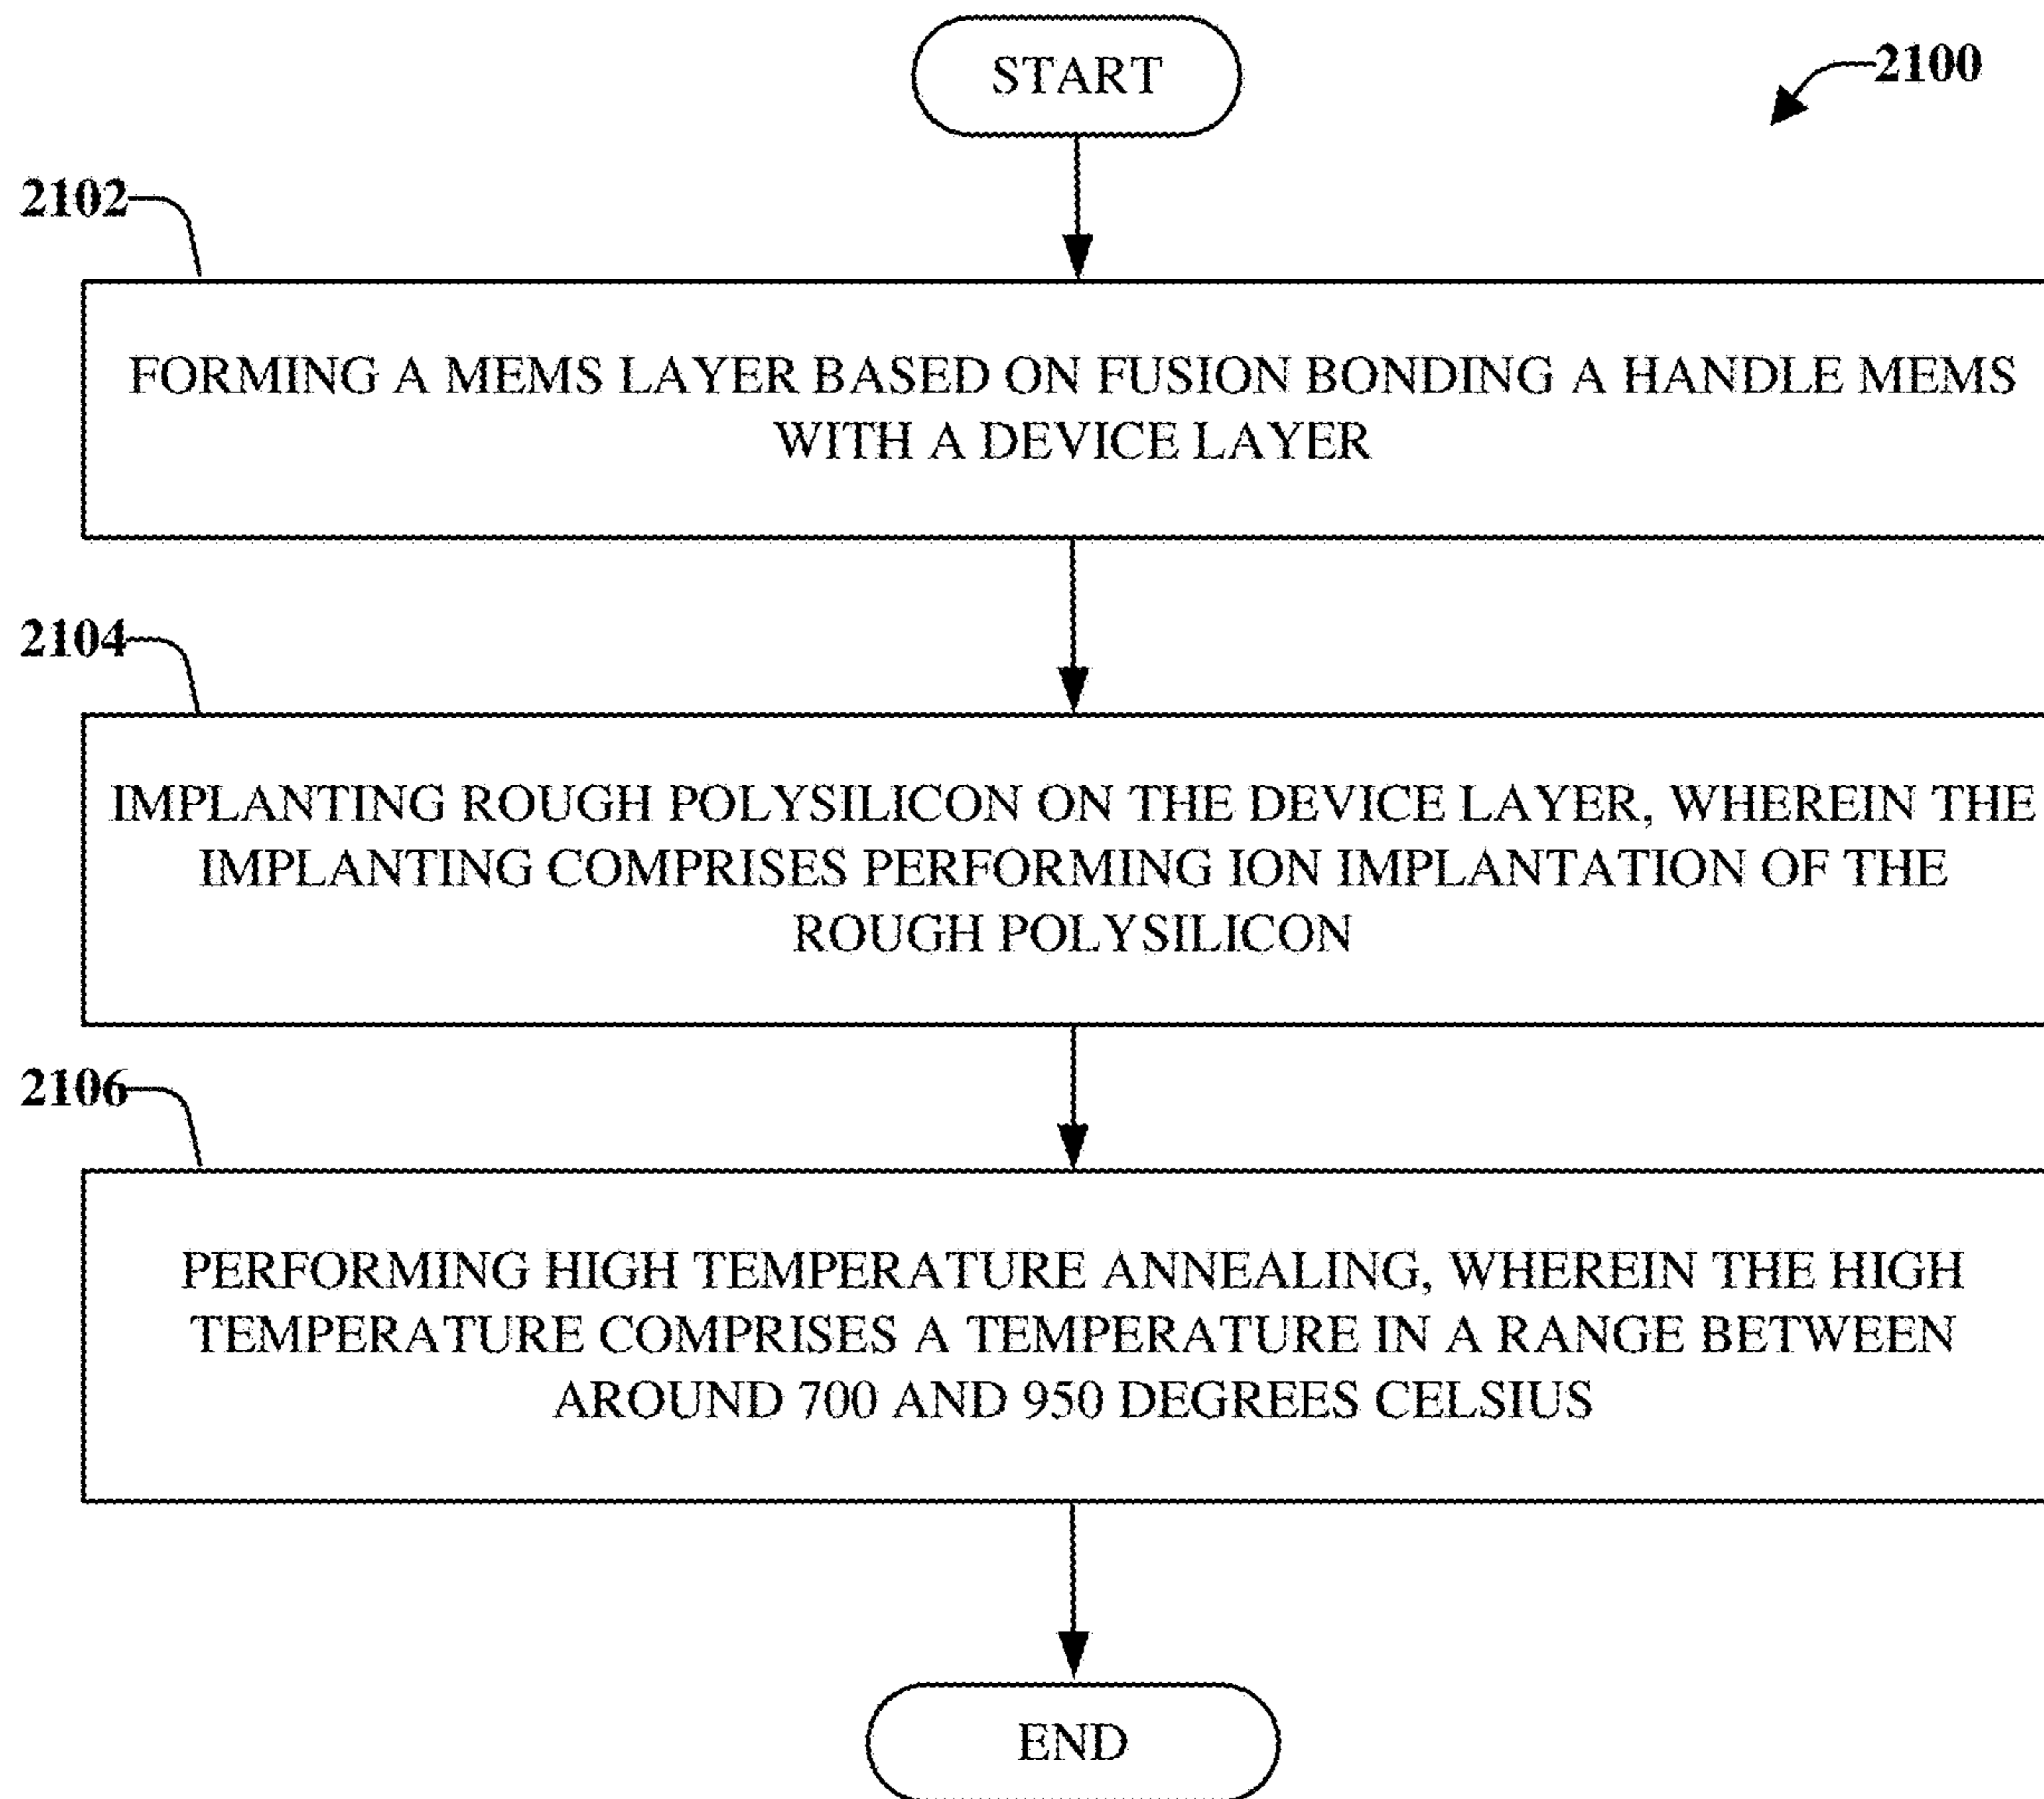 START
2100
2102
FORMING A MEMS LAYER BASED ON FUSION BONDING A HANDLE MEMS
WITH A DEVICE LAYER
2104
IMPLANTING ROUGH POLYSILICON ON THE DEVICE LAYER, WHEREIN THE
IMPLANTING COMPRISES PERFORMING ION IMPLANTATION OF THE
ROUGH POLYSILICON
2106
PERFORMING HIGH TEMPERATURE ANNEALING, WHEREIN THE HIGH
TEMPERATURE COMPRISES A TEMPERATURE IN A RANGE BETWEEN
AROUND 700 AND 950 DEGREES CELSIUS
END